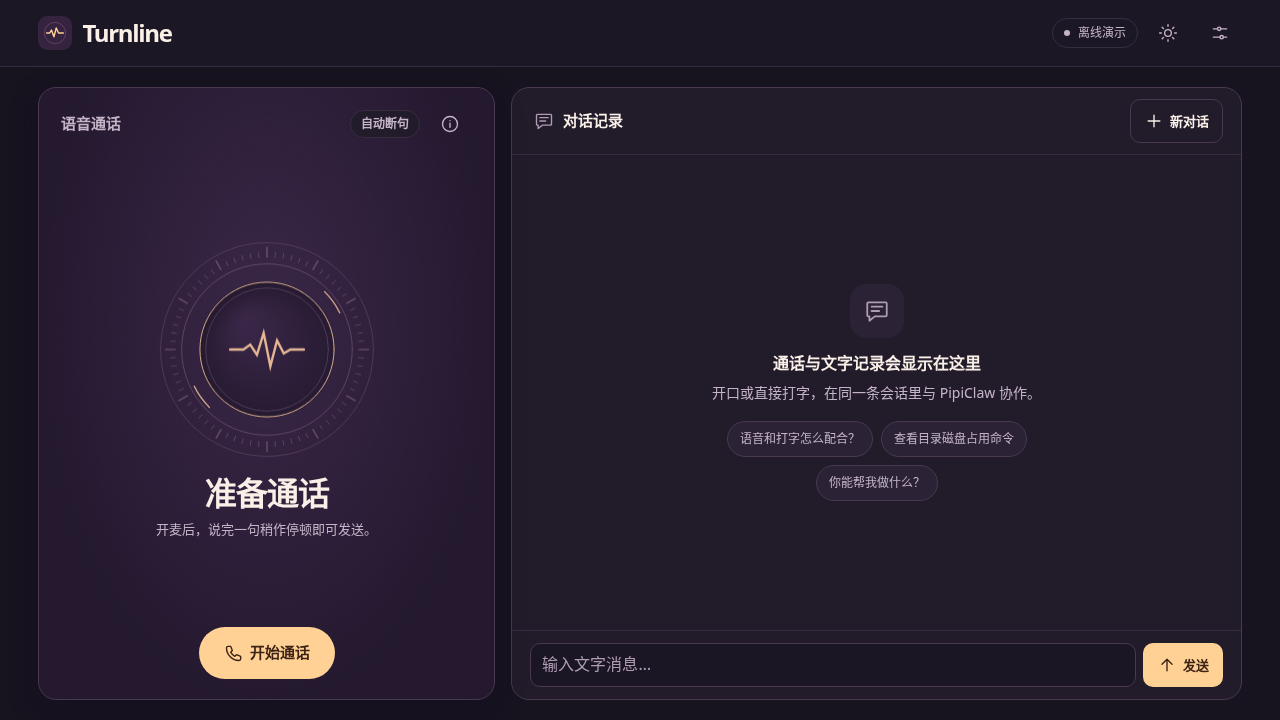 Turnline
离线演示
语音通话
自动断句
准备通话
开麦后，说完一句稍作停顿即可发送。
开始通话
对话记录
新对话
通话与文字记录会显示在这里
开口或直接打字，在同一条会话里与 PipiClaw 协作。
语音和打字怎么配合？
查看目录磁盘占用命令
你能帮我做什么？
输入文字消息...
发送